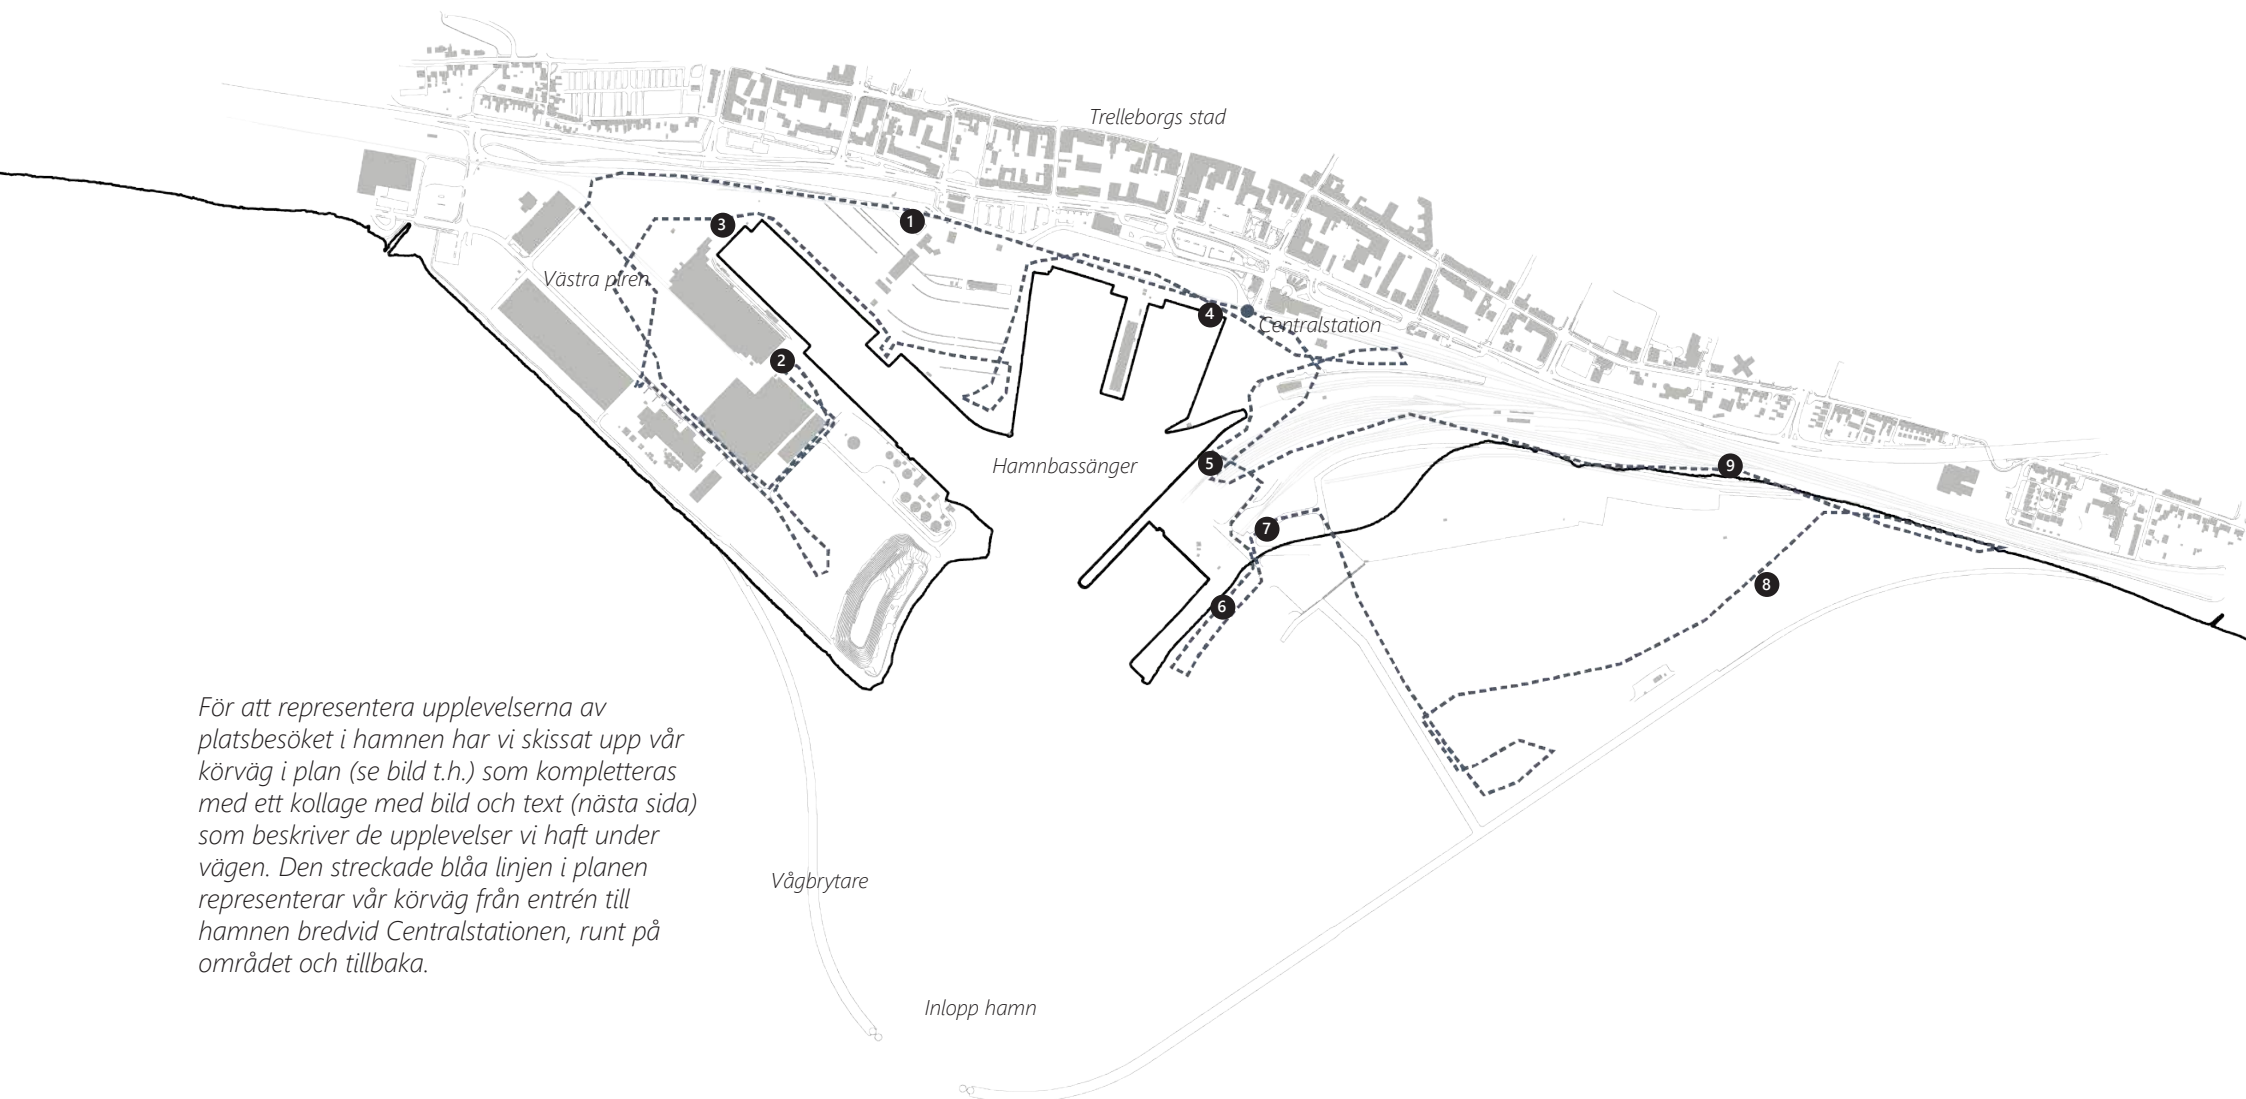 Trelleborgs stad
3
1
Västra piren
4
Centralstation
2
Hamnbassänger
5
9
7
8
6
För att representera upplevelserna av
platsbesöket i hamnen har vi skissat upp vår
körväg i plan (se bild t.h.) som kompletteras
med ett kollage med bild och text (nästa sida)
som beskriver de upplevelser vi haft under
vägen. Den streckade blåa linjen i planen
representerar vår körväg från entrén till
hamnen bredvid Centralstationen, runt på
området och tillbaka.
Vågbrytare
Inlopp hamn